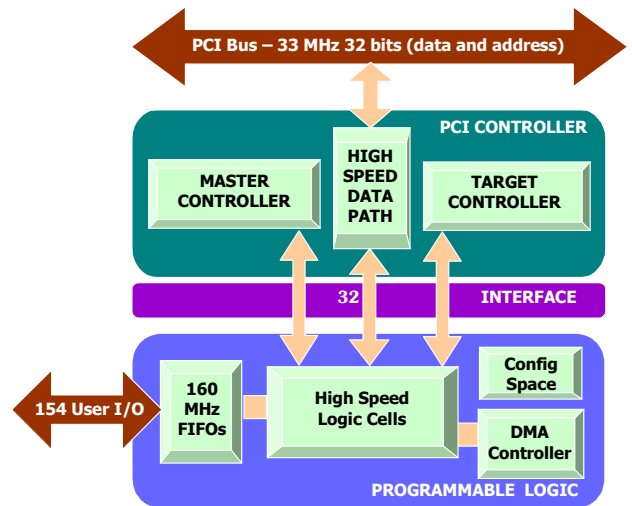 PCI Bus – 33 MHz 32 bits (data and address)
PCI CONTROLLER
HIGH
SPEED
DATA
PATH
MASTER
CONTROLLER
TARGET
CONTROLLER
32
INTERFACE
154 User I/O
160
MHz
FIFOs
High Speed
Logic Cells
Config
Space
DMA
Controller
PROGRAMMABLE LOGIC